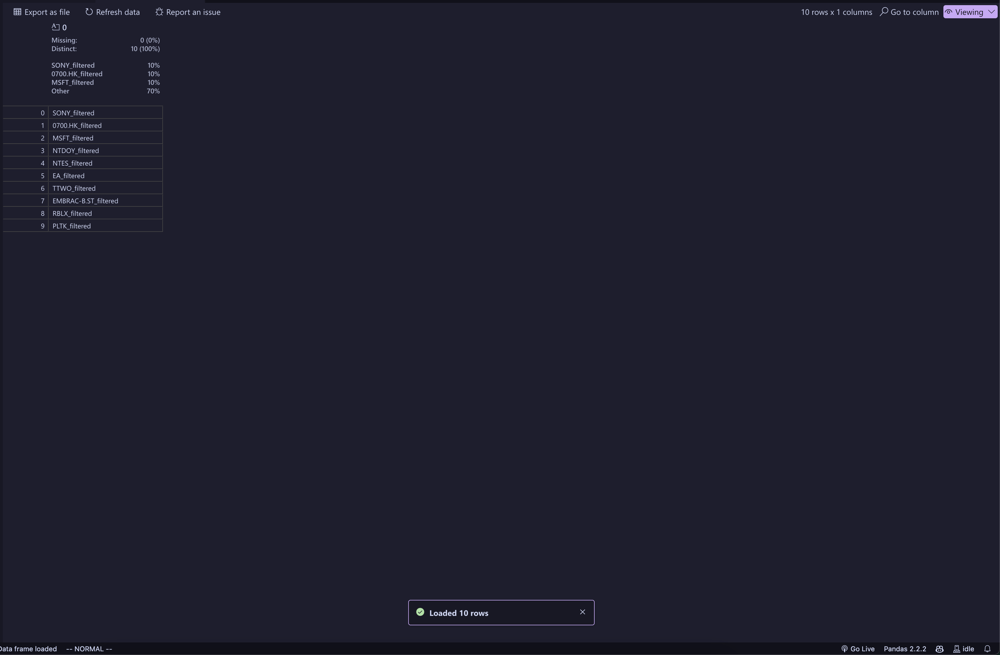 Export as file Refresh data Report an issue 10 rows x 1 columns Go to column Viewing
0
Missing: 0 (0%)
Distinct: 10 (100%)
SONY_filtered 10%
0700.HK_filtered 10%
MSFT_filtered 10%
Other 70%
0 SONY_filtered
1 0700.HK_filtered
2 MSFT_filtered
3 NTDOY_filtered
4 NTES_filtered
5 EA_filtered
6 TTWO_filtered
7 EMBRAC-B.ST_filtered
8 RBLX_filtered
9 PLTK_filtered
Loaded 10 rows
Data frame loaded -- NORMAL -- Go Live Pandas 2.2.2 idle